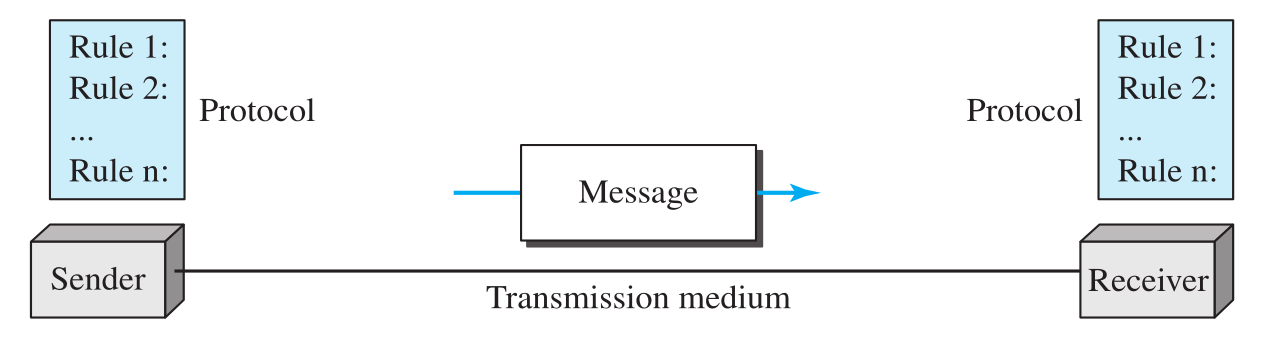 Rule 1:
Rule 2:
...
Rule n:
Protocol
Protocol
Rule 1:
Rule 2:
...
Rule n:
Message
Sender
Receiver
Transmission medium